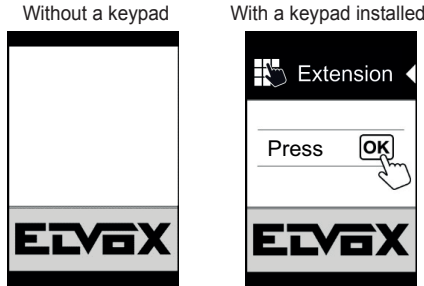 Without a keypad
With a keypad installed
Extension
Press OK
ELVOX
ELVOX